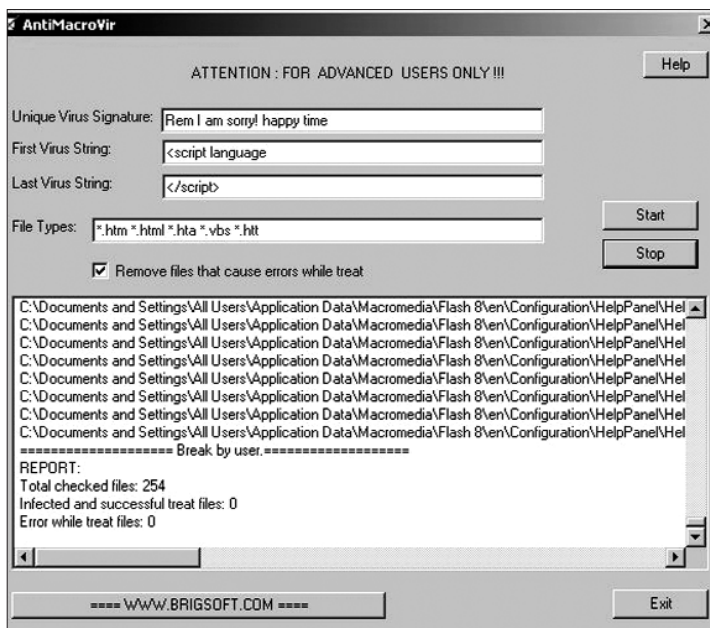 AntiMacroVir
ATTENTION : FOR ADVANCED USERS ONLY !!!
Help
Unique Virus Signature: Rem I am sorry! happy time
First Virus String: <script language
Last Virus String: </script>
File Types: *.htm *.html *.hta *.vbs *.htt
Start
Stop
Remove files that cause errors while treat
C:\Documents and Settings\All Users\Application Data\Macromedia\Flash 8\en\Configuration\HelpPanel\Hel
C:\Documents and Settings\All Users\Application Data\Macromedia\Flash 8\en\Configuration\HelpPanel\Hel
C:\Documents and Settings\All Users\Application Data\Macromedia\Flash 8\en\Configuration\HelpPanel\Hel
C:\Documents and Settings\All Users\Application Data\Macromedia\Flash 8\en\Configuration\HelpPanel\Hel
C:\Documents and Settings\All Users\Application Data\Macromedia\Flash 8\en\Configuration\HelpPanel\Hel
C:\Documents and Settings\All Users\Application Data\Macromedia\Flash 8\en\Configuration\HelpPanel\Hel
C:\Documents and Settings\All Users\Application Data\Macromedia\Flash 8\en\Configuration\HelpPanel\Hel
C:\Documents and Settings\All Users\Application Data\Macromedia\Flash 8\en\Configuration\HelpPanel\Hel
==================== Break by user.===================
REPORT:
Total checked files: 254
Infected and successful treat files: 0
Error while treat files: 0
==== WWW.BRIGSOFT.COM ====
Exit